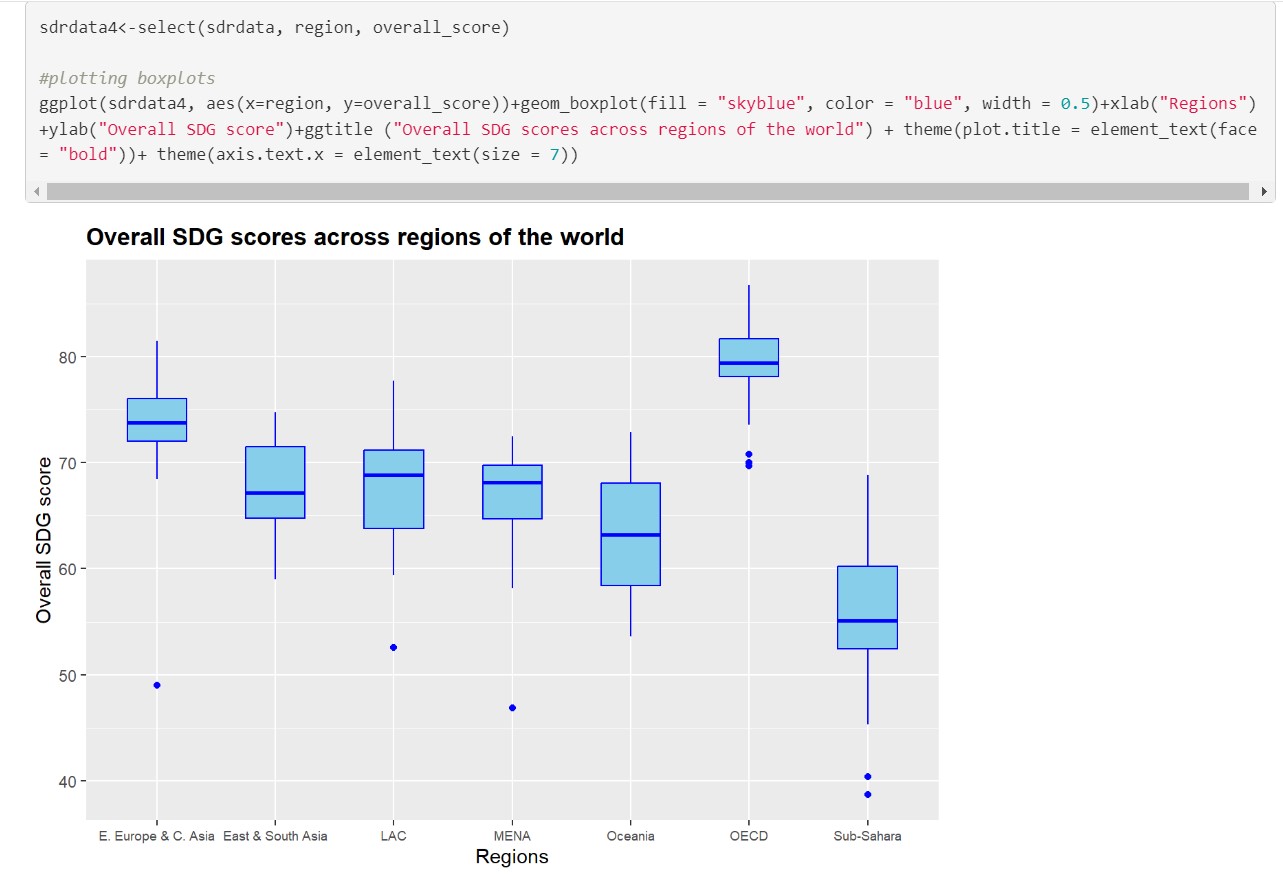 sdrdata4<-select(sdrdata, region, overall_score)
#plotting boxplots
ggplot(sdrdata4, aes(x=region, y=overall_score))+geom_boxplot(fill = "skyblue", color = "blue", width = 0.5)+xlab("Regions")
+ylab("Overall SDG score")+ggtitle ("Overall SDG scores across regions of the world") + theme(plot.title = element_text(face
= "bold"))+ theme(axis.text.x = element_text(size = 7))
Overall SDG scores across regions of the world
Overall SDG score
80
70
60
50
40
E. Europe & C. Asia East & South Asia LAC MENA Oceania OECD Sub-Sahara
Regions